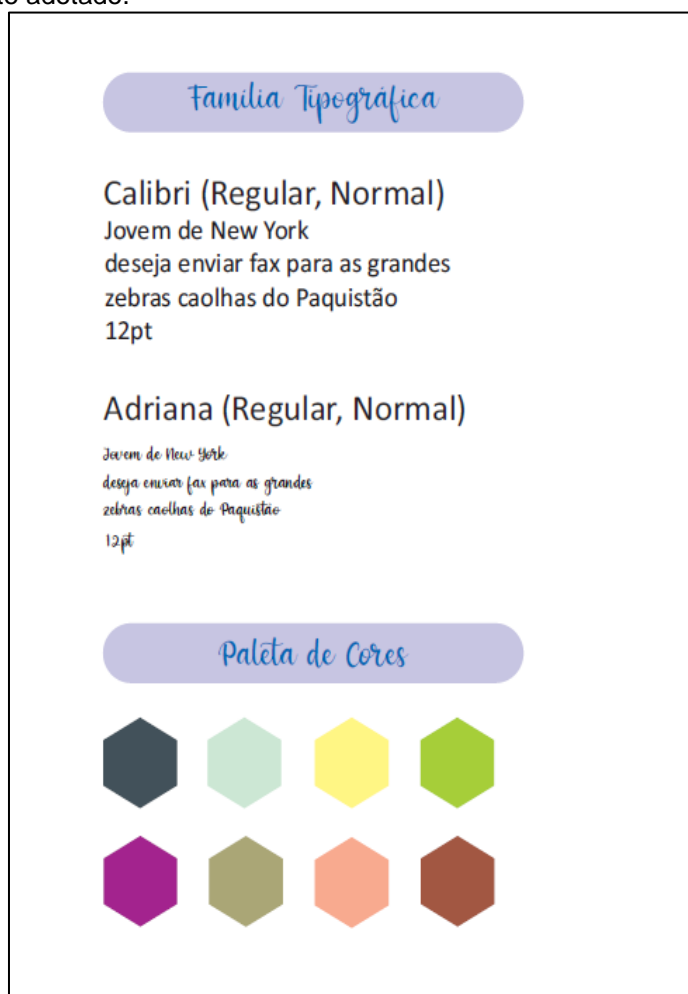 adotado.
Família Tipográfica
Calibri (Regular, Normal)
Jovem de New York
deseja enviar fax para as grandes
zebras caolhas do Paquistão
12pt
Adriana (Regular, Normal)
Jovem de New York
deseja enviar fax para as grandes
zebras caolhas do Paquistão
12pt
Paleta de Cores